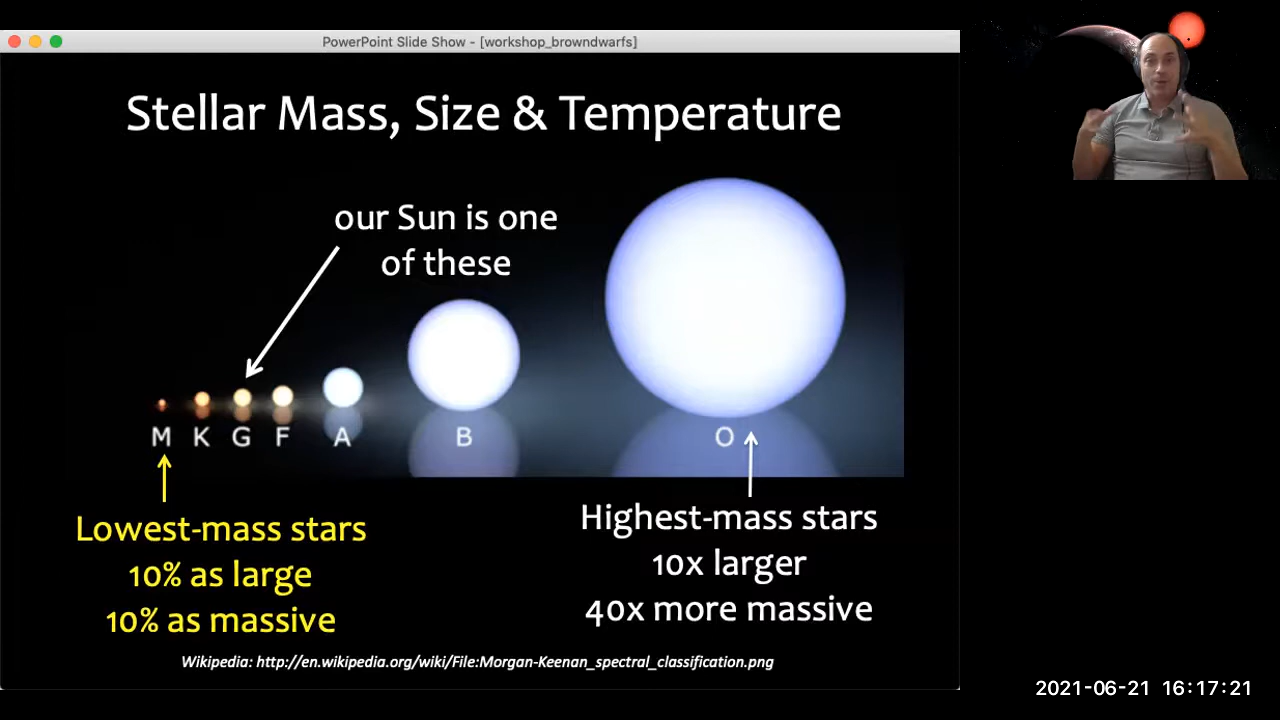 PowerPoint Slide Show - [workshop_browndwarfs]
Stellar Mass, Size & Temperature
our Sun is one
of these
M K G F A B O
Lowest-mass stars
10% as large
10% as massive
Highest-mass stars
10x larger
40x more massive
Wikipedia: http://en.wikipedia.org/wiki/File:Morgan-Keenan_spectral_classification.png
2021-06-21 16:17:21